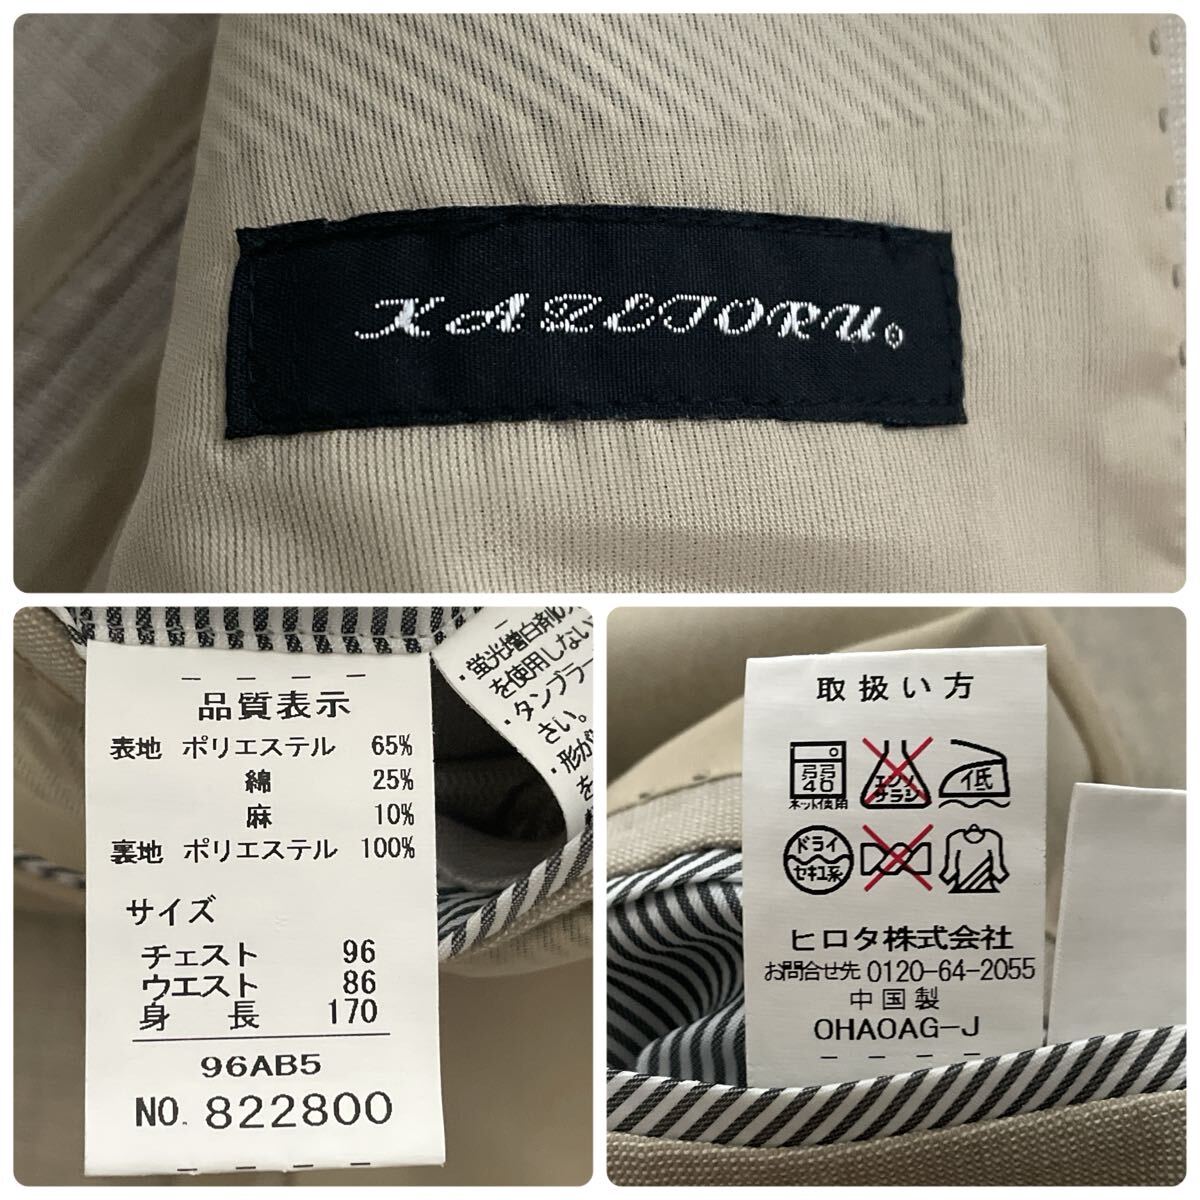 KAZETORU®
品質表示
表地 ポリエステル 65%
綿 25%
麻 10%
裏地 ポリエステル 100%
サイズ
チェスト 96
ウエスト 86
身長 170
96AB5
NO. 822800
・蛍光増白剤の
を使用しない
・タンブラー
さい。
・形が
を
取扱い方
弱
40
ネット使用
エンソ
サラシ
低
ドライ
セキユ系
ヒロタ株式会社
お問合せ先 0120-64-2055
中国製
OHAOAG-J